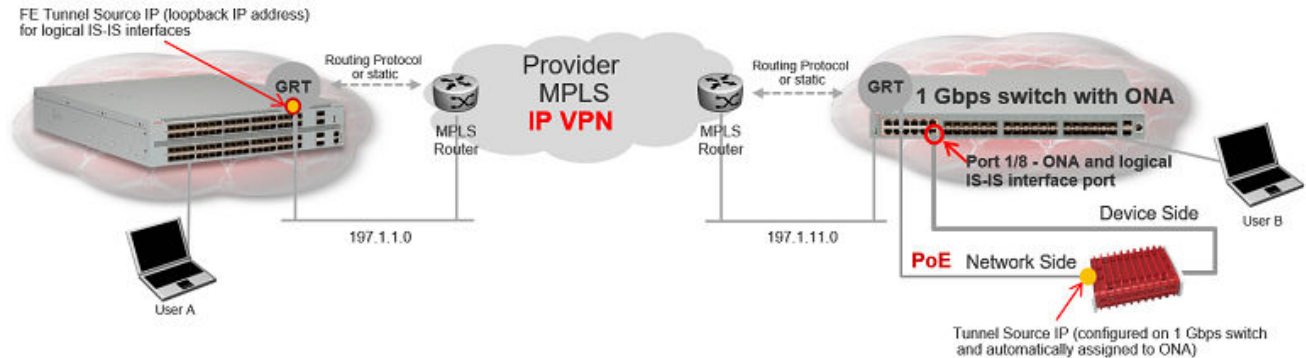 FE Tunnel Source IP (loopback IP address)
for logical IS-IS interfaces
GRT
Routing Protocol
or static
MPLS
Router
Provider
MPLS
IP VPN
Routing Protocol
or static
MPLS
Router
GRT
1 Gbps switch with ONA
Port 1/8 - ONA and logical
IS-IS interface port
User B
Device Side
197.1.1.0
197.1.11.0
PoE Network Side
User A
Tunnel Source IP (configured on 1 Gbps switch
and automatically assigned to ONA)